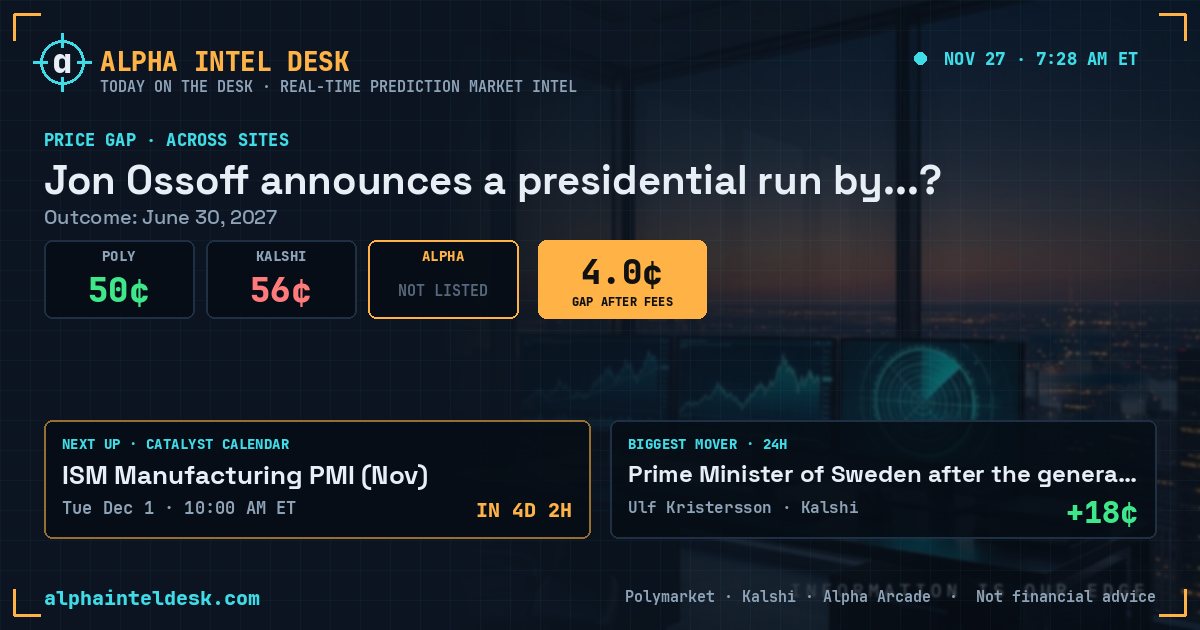 α
ALPHA INTEL DESK
TODAY ON THE DESK · REAL-TIME PREDICTION MARKET INTEL
NOV 27 · 7:28 AM ET
PRICE GAP · ACROSS SITES
Jon Ossoff announces a presidential run by...?
Outcome: June 30, 2027
POLY
50¢
KALSHI
56¢
ALPHA
NOT LISTED
4.0¢
GAP AFTER FEES
NEXT UP · CATALYST CALENDAR
ISM Manufacturing PMI (Nov)
Tue Dec 1 · 10:00 AM ET
IN 4D 2H
BIGGEST MOVER · 24H
Prime Minister of Sweden after the genera...
Ulf Kristersson · Kalshi
+18¢
INFORMATION IS OUR EDGE
alphainteldesk.com
Polymarket · Kalshi · Alpha Arcade · Not financial advice